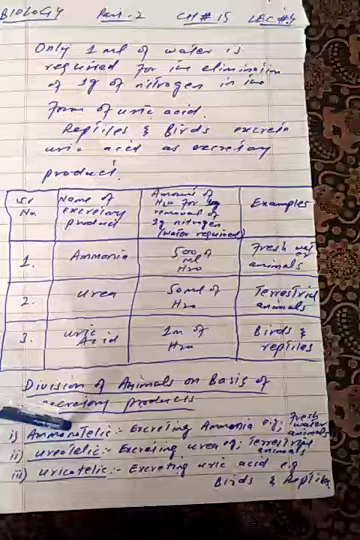 BIOLOGY Part-2 CH#15 LEC#4
Only 1 ml of water is
required for the elimination
of 1g of nitrogen in the
form of uric acid.
Reptiles & Birds excrete
uric acid as excretory
product.
Sr No. Name of excretory product Amount of H2O for removal of 1g nitrogen (water required) Examples
1. Ammonia 500 ml of H2O Fresh water animals
2. Urea 50 ml of H2O Terrestrial animals
3. Uric Acid 1 m of H2O Birds & reptiles
Division of Animals on Basis of
excretory products
i) Ammonotelic:- Excreting Ammonia e.g; Fresh water animals
ii) ureotelic:- Excreting urea e.g; Terrestrial animals
iii) uricotelic:- Excreting uric acid e.g
Birds & Reptiles